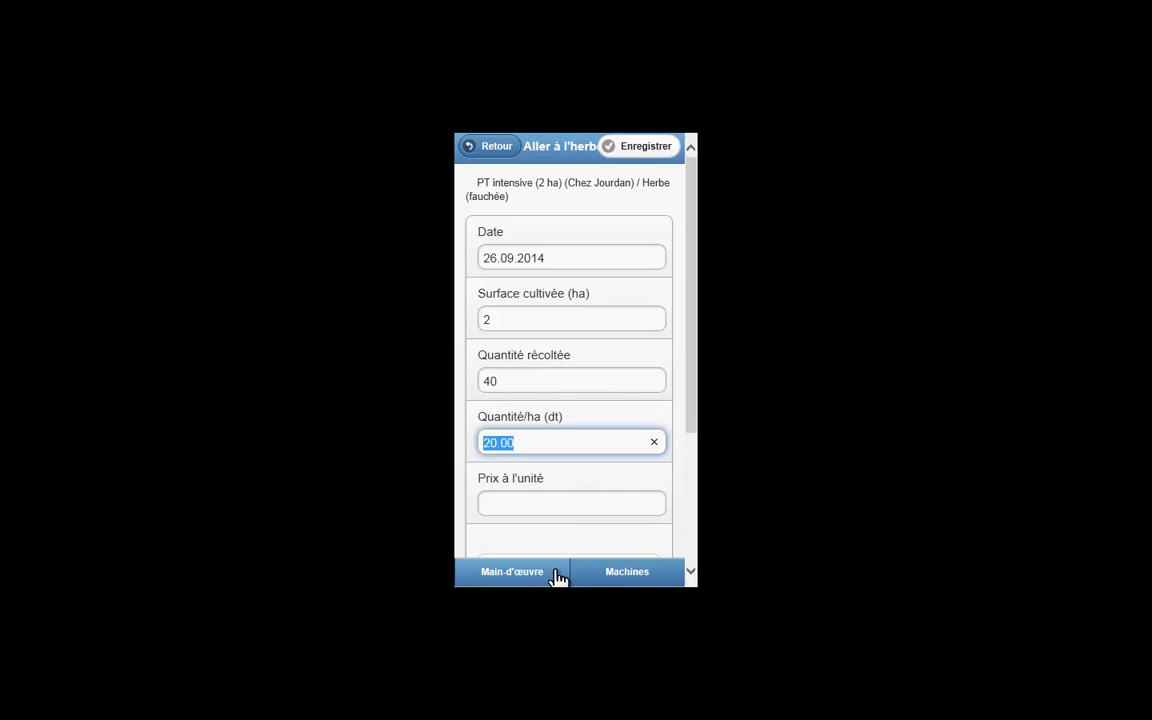 Retour Aller à l'herb Enregistrer
PT intensive (2 ha) (Chez Jourdan) / Herbe
(fauchée)
Date
26.09.2014
Surface cultivée (ha)
2
Quantité récoltée
40
Quantité/ha (dt)
20.00
Prix à l'unité
Main-d'œuvre Machines